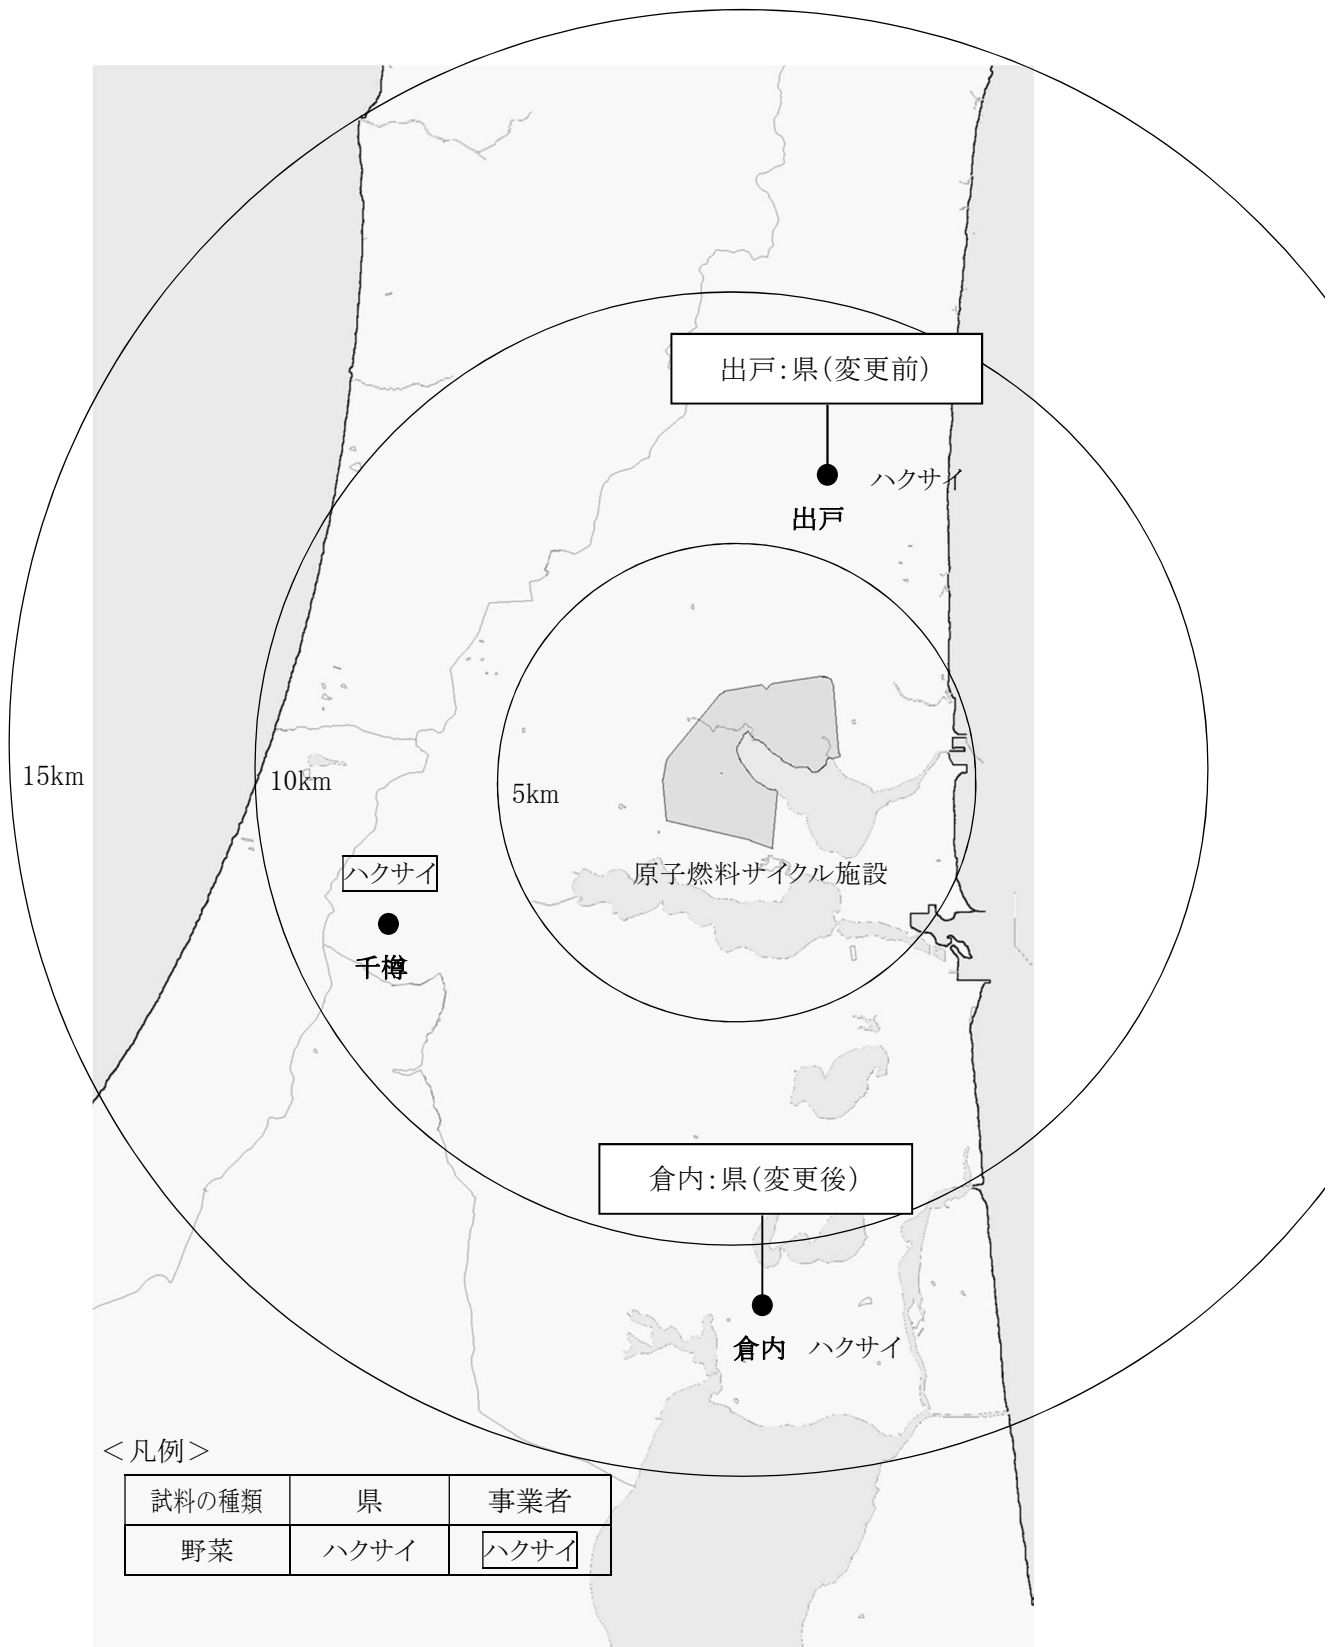 出戸：県（変更前）
ハクサイ
出戸
15km
10km
5km
原子燃料サイクル施設
ハクサイ
千樽
倉内：県（変更後）
倉内 ハクサイ
＜凡例＞
試料の種類 県 事業者
野菜 ハクサイ ハクサイ